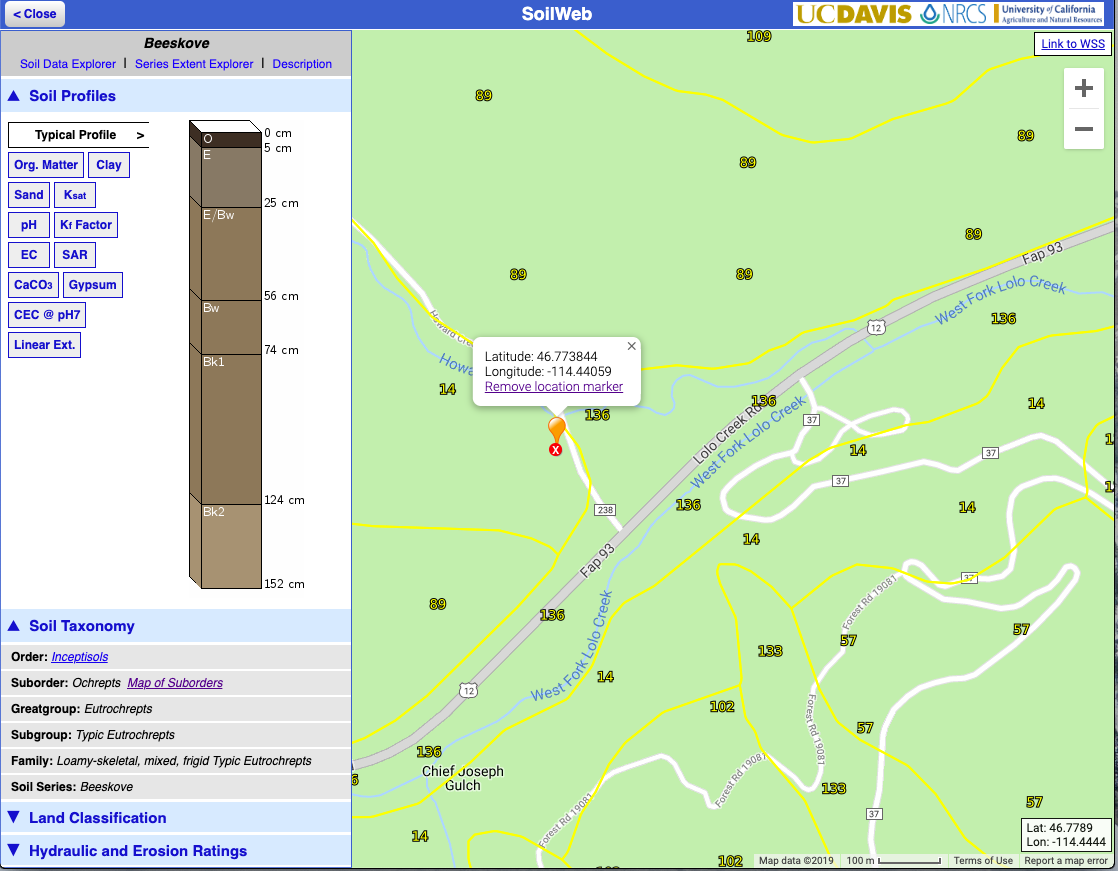 < Close
SoilWeb
UCDAVIS
NRCS
University of California
Agriculture and Natural Resources
Beeskove
Soil Data Explorer | Series Extent Explorer | Description
Soil Profiles
Typical Profile >
Org. Matter Clay
Sand Ksat
pH Kf Factor
EC SAR
CaCO3 Gypsum
CEC @ pH7
Linear Ext.
0 cm
O
5 cm
E
25 cm
E/Bw
56 cm
Bw
74 cm
Bk1
124 cm
Bk2
152 cm
Soil Taxonomy
Order: Inceptisols
Suborder: Ochrepts Map of Suborders
Greatgroup: Eutrochrepts
Subgroup: Typic Eutrochrepts
Family: Loamy-skeletal, mixed, frigid Typic Eutrochrepts
Soil Series: Beeskove
Land Classification
Hydraulic and Erosion Ratings
109
Link to WSS
+
−
89
89
89
89
Fap 93
89
89
West Fork Lolo Creek
136
12
Howard Cre
Howa
Latitude: 46.773844
Longitude: -114.44059
Remove location marker
×
14
136
136
14
X
Lolo Creek Rd
West Fork Lolo Creek
37
14
37
37
238
136
14
14
Fap 93
37
Forest Rd 19081
89
136
West Fork Lolo Creek
57
57
133
14
12
102
Forest Rd 19081
57
136
Chief Joseph
Gulch
6
Forest Rd 19081
133
57
37
14
Forest Rd 19081
102
Lat: 46.7789
Lon: -114.4444
Map data ©2019
100 m
Terms of Use
Report a map error